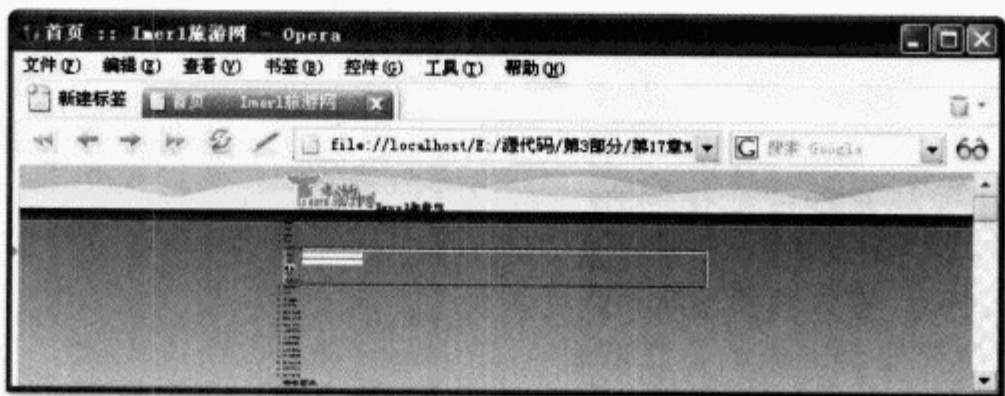 首页 :: Imerl旅游网 - Opera
文件(F) 编辑(E) 查看(V) 书签(B) 控件(G) 工具(T) 帮助(H)
新建标签 首页 :: Imerl旅游网
file://localhost/E:/源代码/第3部分/第17章% 搜索 Google